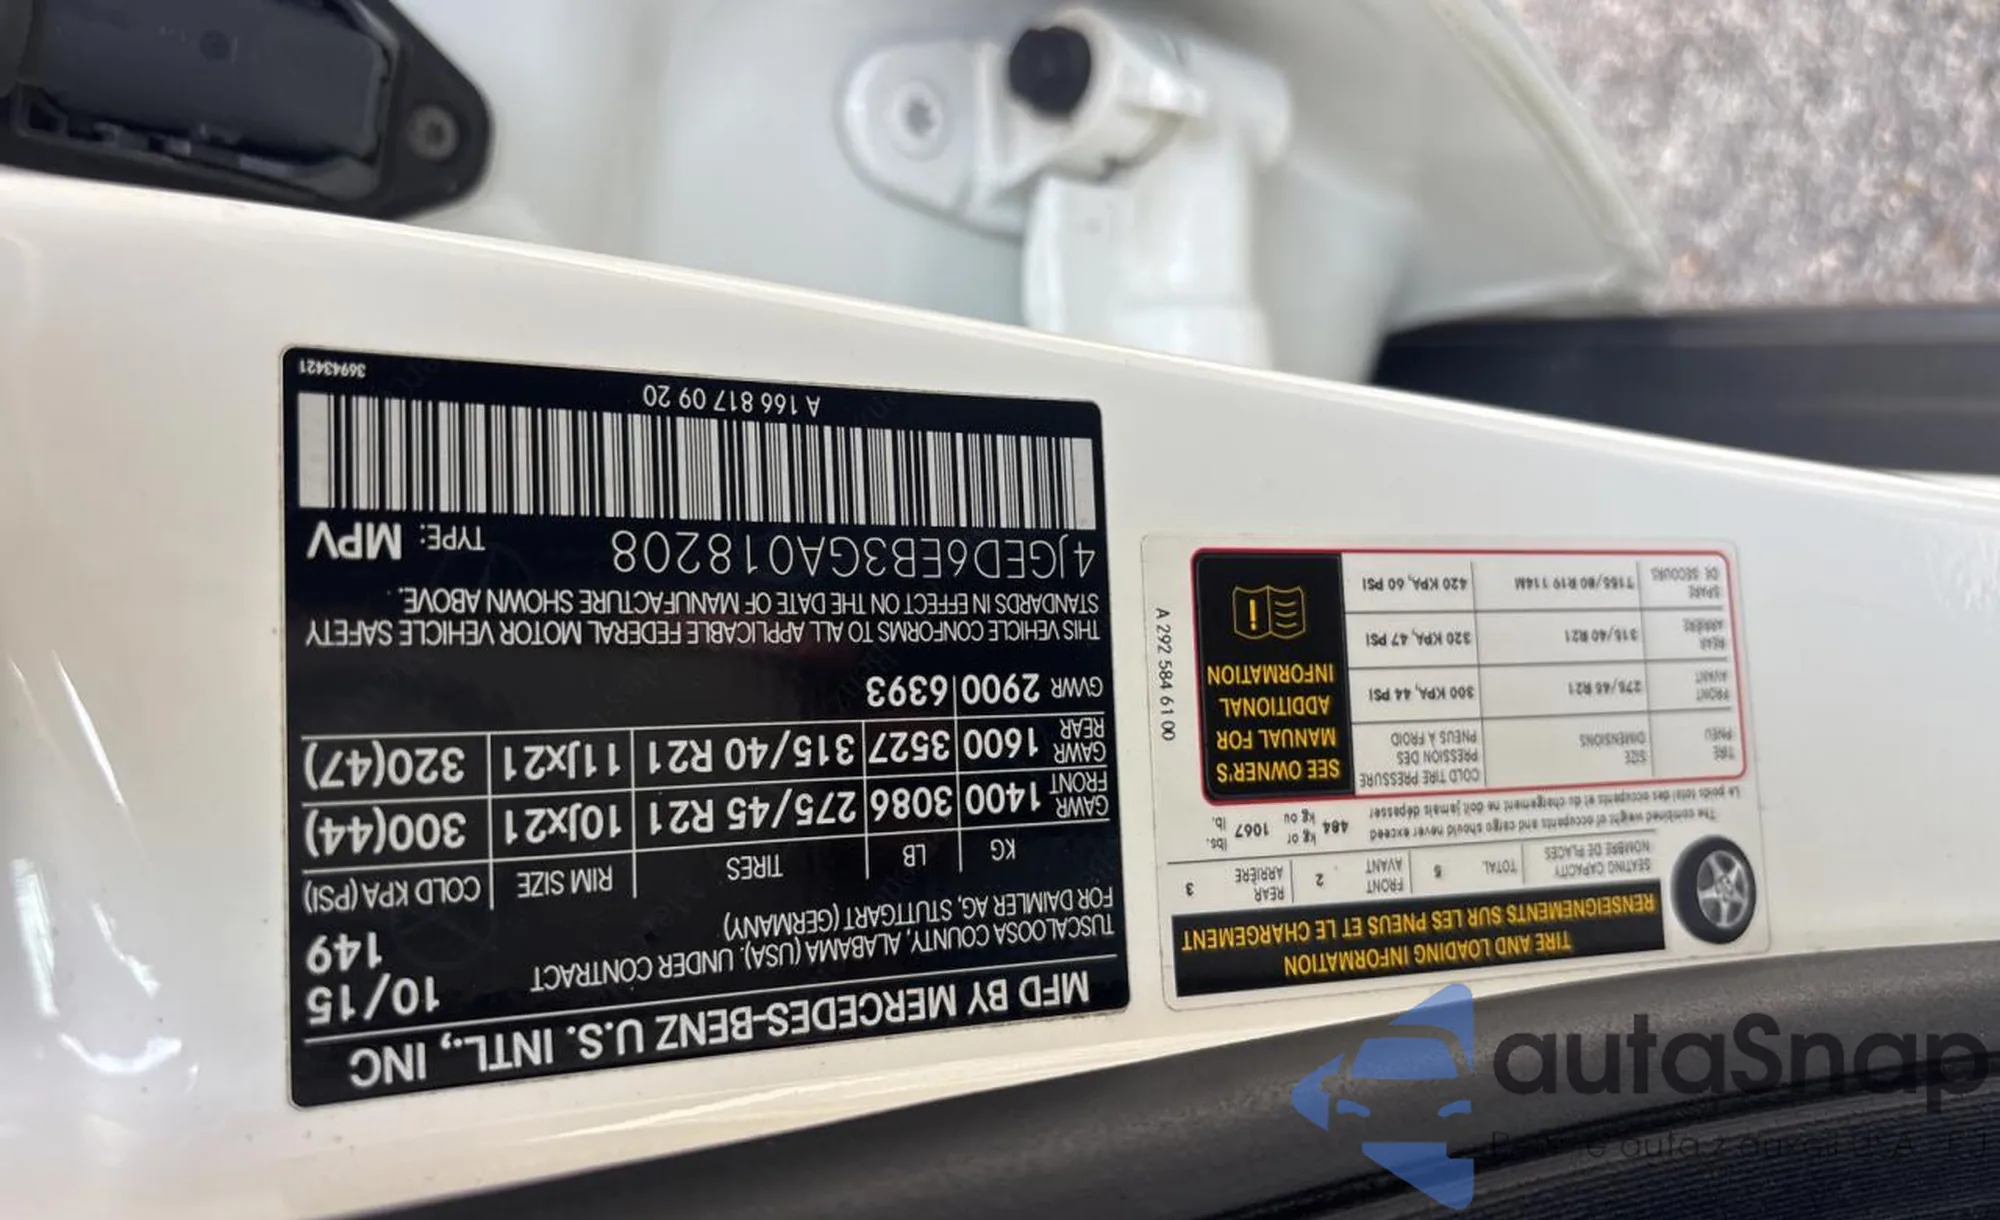 MFD BY MERCEDES-BENZ U.S. INTL., INC
TUSCALOOSA COUNTY, ALABAMA (USA), UNDER CONTRACT
FOR DAIMLER AG, STUTTGART (GERMANY)
10/15
149
KG LB TIRES RIM SIZE COLD KPA(PSI)
GAWR FRONT 1400 3086 275/45 R21 10Jx21 300(44)
GAWR REAR 1600 3527 315/40 R21 11Jx21 320(47)
GVWR 2900 6393
THIS VEHICLE CONFORMS TO ALL APPLICABLE FEDERAL MOTOR VEHICLE SAFETY
STANDARDS IN EFFECT ON THE DATE OF MANUFACTURE SHOWN ABOVE.
4JGED6EB3GA018208 TYPE: MPV
A 166 817 09 20
36943421
TIRE AND LOADING INFORMATION
RENSEIGNEMENTS SUR LES PNEUS ET LE CHARGEMENT
SEATING CAPACITY
NOMBRE DE PLACES
TOTAL 5
FRONT
AVANT
2
REAR
ARRIÈRE
3
The combined weight of occupants and cargo should never exceed
Le poids total des occupants et du chargement ne doit jamais dépasser
484 kg or
kg ou
1067 lbs.
lb.
TIRE
PNEU
SIZE
DIMENSIONS
COLD TIRE PRESSURE
PRESSION DES
PNEUS À FROID
FRONT
AVANT
275/45 R21
300 KPA, 44 PSI
REAR
ARRIÈRE
315/40 R21
320 KPA, 47 PSI
SPARE
DE SECOURS
T155/80 R19 114M
420 KPA, 60 PSI
SEE OWNER'S
MANUAL FOR
ADDITIONAL
INFORMATION
A 292 584 61 00
autaSnap